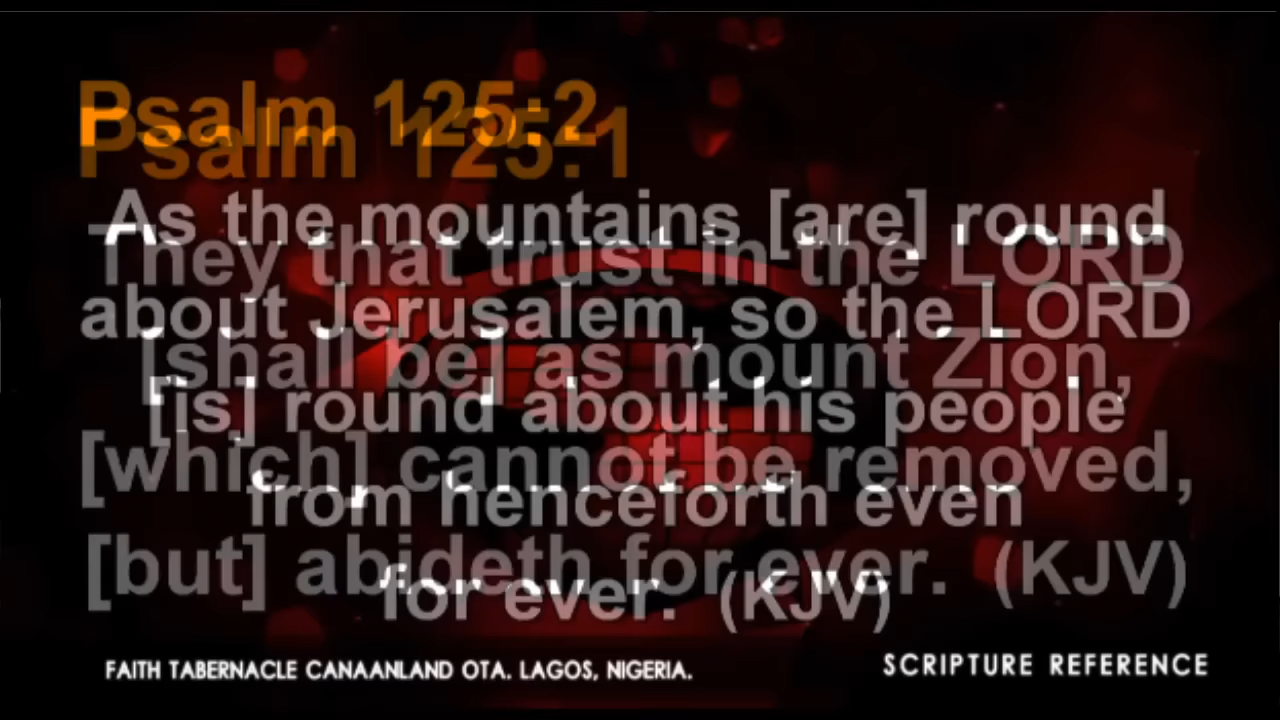 Psalm 125:2
Psalm 125:1
As the mountains [are] round
They that trust in the LORD
about Jerusalem, so the LORD
[shall be] as mount Zion,
[is] round about his people
[which] cannot be removed,
from henceforth even
[but] abideth for ever. (KJV)
for ever. (KJV)
FAITH TABERNACLE CANAANLAND OTA. LAGOS, NIGERIA.
SCRIPTURE REFERENCE